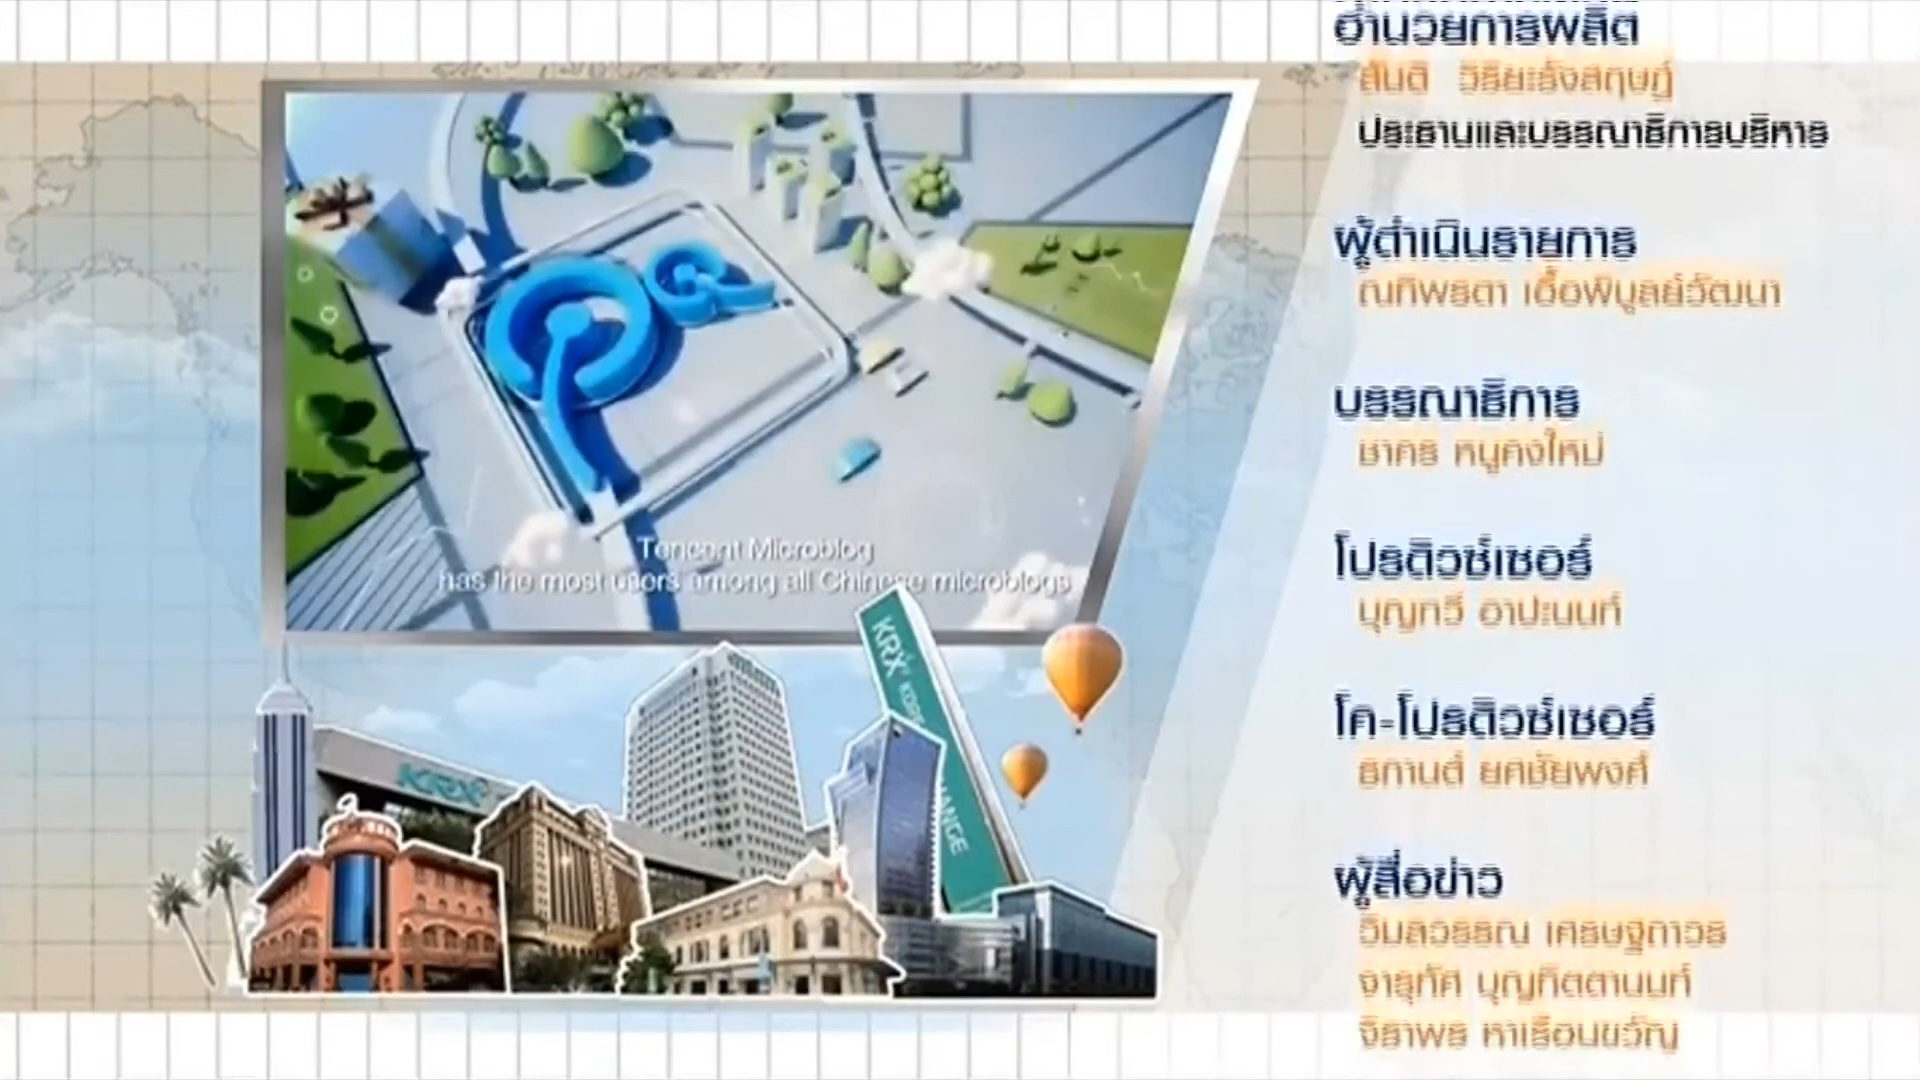 อำนวยการผลิต
สันติ วิริยะรังสฤษฎ์
ประธานและบรรณาธิการบริหาร
ผู้ดำเนินรายการ
ณทิพรดา เอื้อพิบูลย์วัฒนา
บรรณาธิการ
ชาคร หนูคงใหม่
โปรดิวซ์เซอร์
บุญทวี อาปะนนท์
โค-โปรดิวซ์เซอร์
ธิกานต์ ยศชัยพงศ์
ผู้สื่อข่าว
วิมลวรรณ เศรษฐถาวร
จารุทัศ บุญกิตตานนท์
จิราพร หาเรือนขวัญ
Tencent Microblog
has the most users among all Chinese microblogs
KRX
KRX